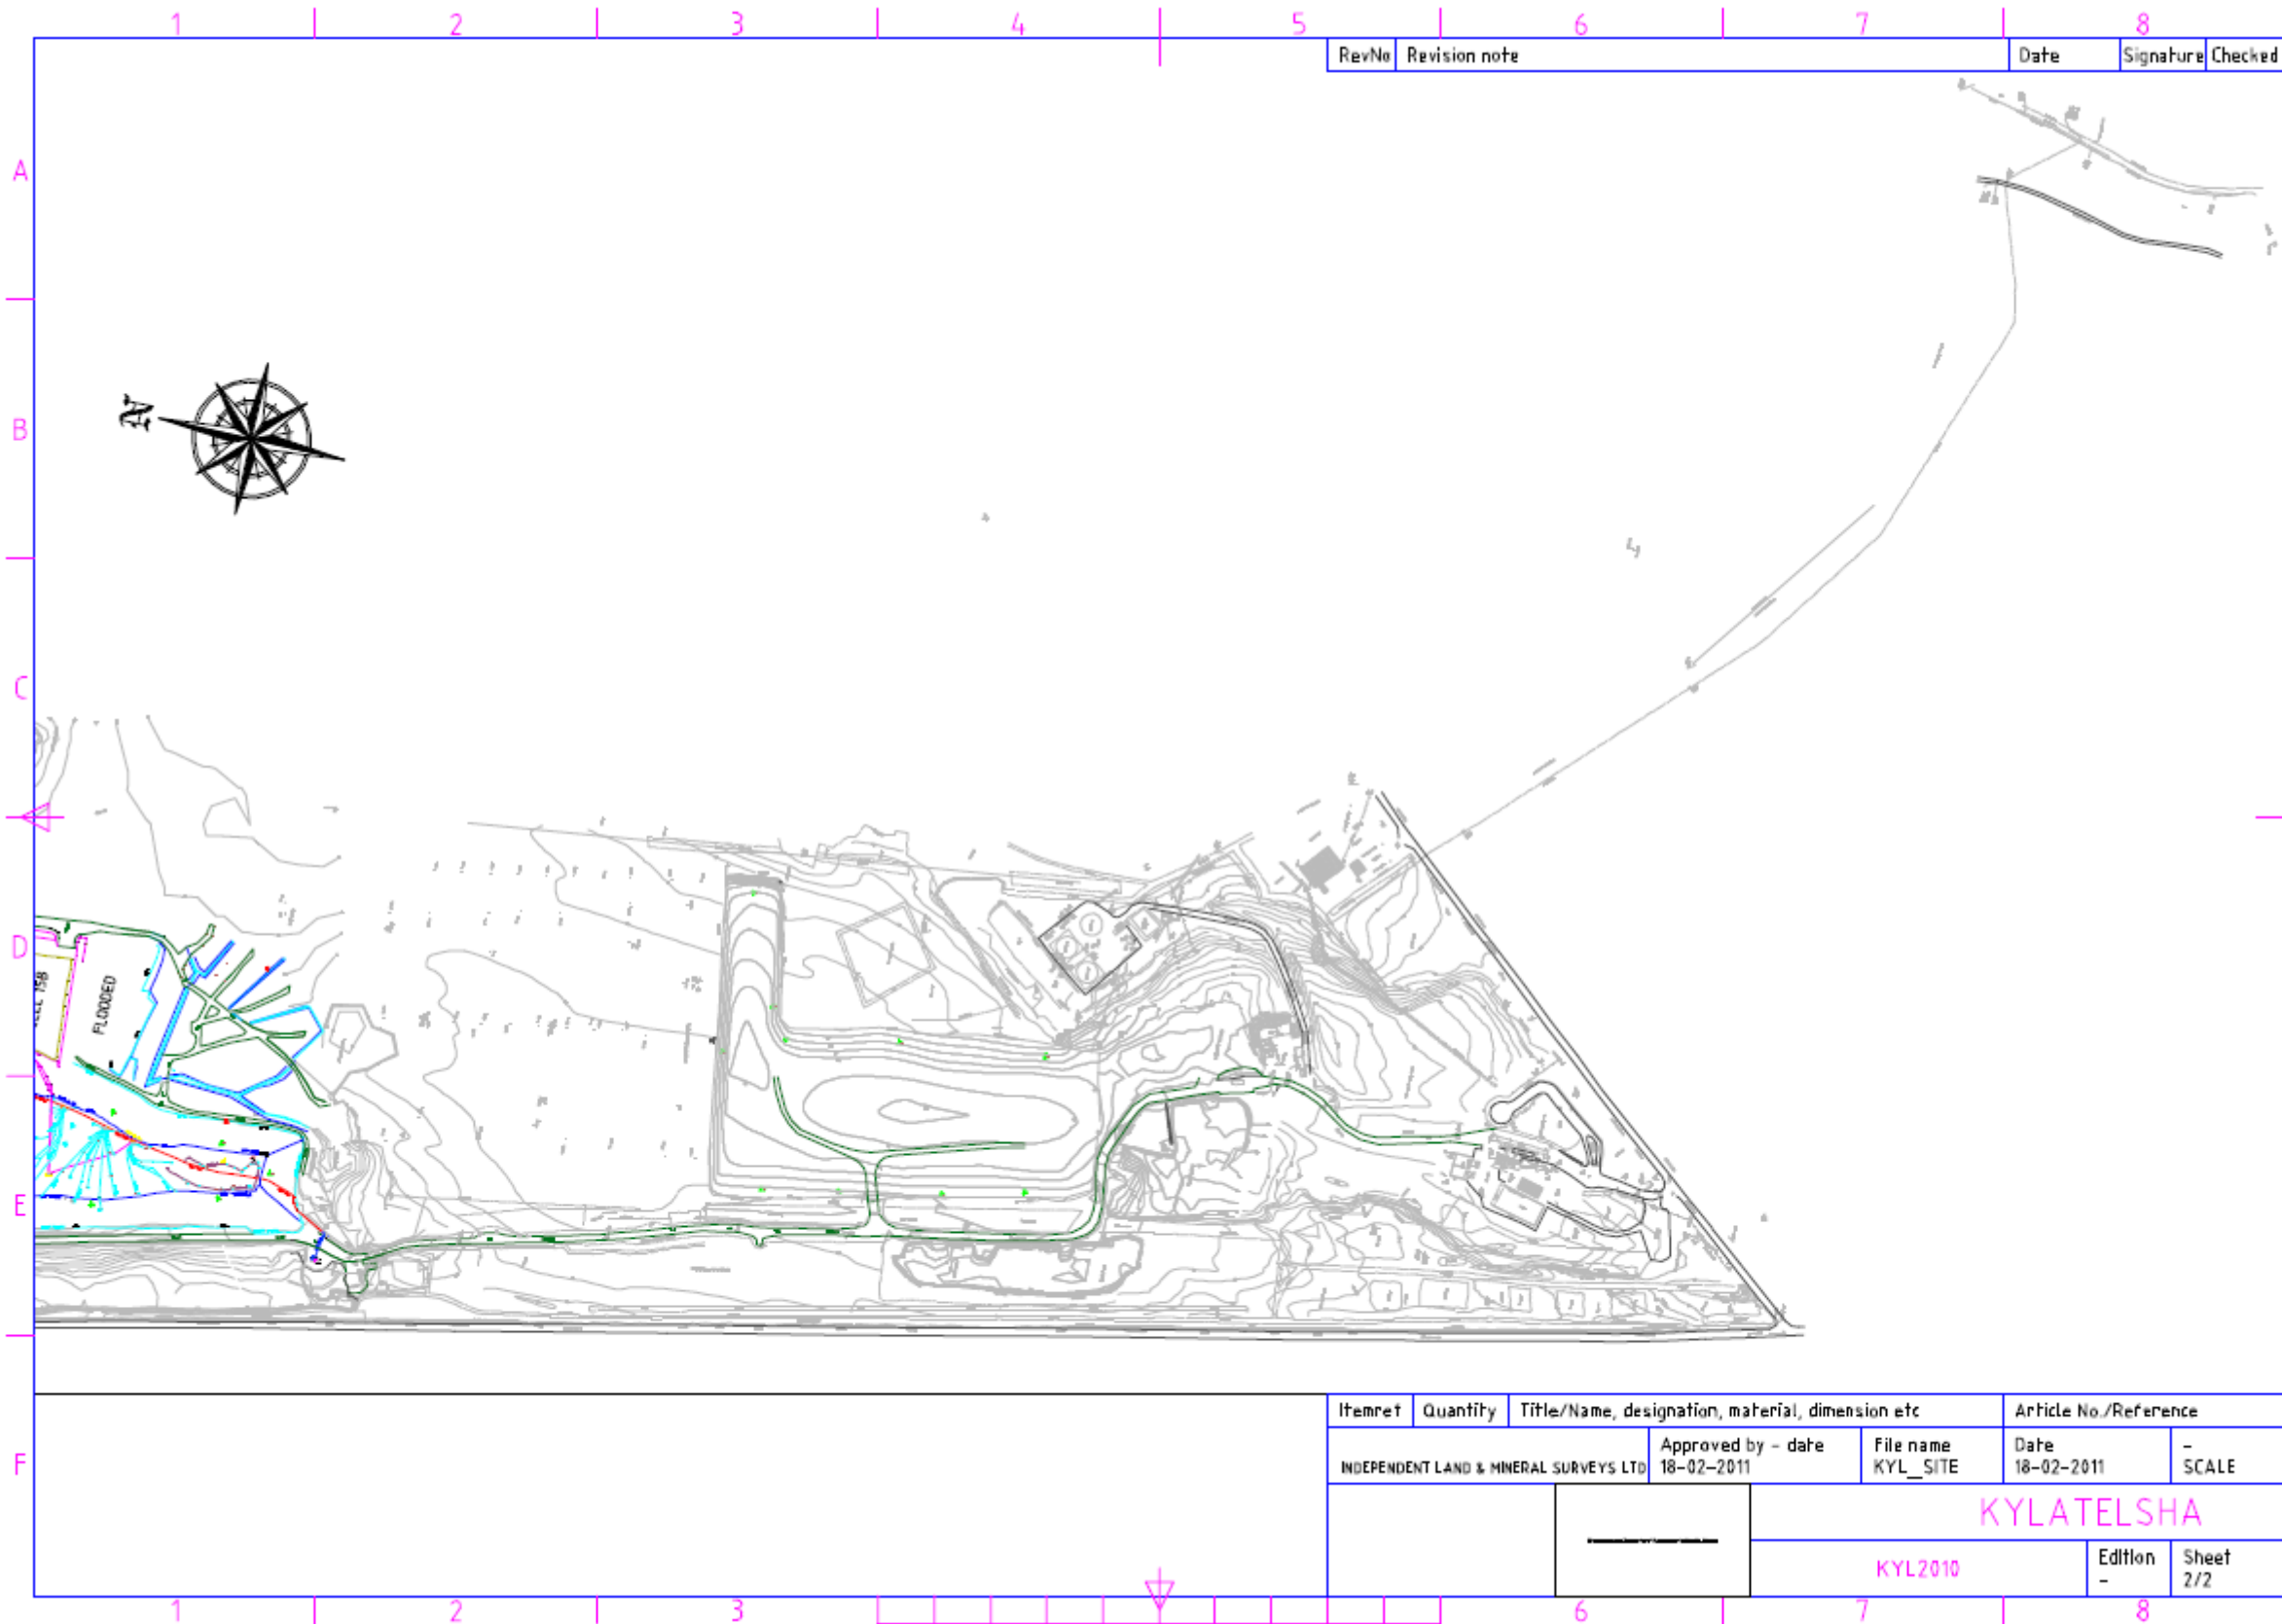 1 2 3 4 5 6 7 8
RevNo Revision note Date Signature Checked
A
B
C
D
E
F
N
FLOODED
Itemret Quantity Title/Name, designation, material, dimension etc Article No./Reference
INDEPENDENT LAND & MINERAL SURVEYS LTD
Approved by - date
18-02-2011
File name
KYL_SITE
Date
18-02-2011
-
SCALE
KYLATELSHA
KYL2010
Edition
-
Sheet
2/2
1 2 3 6 7 8